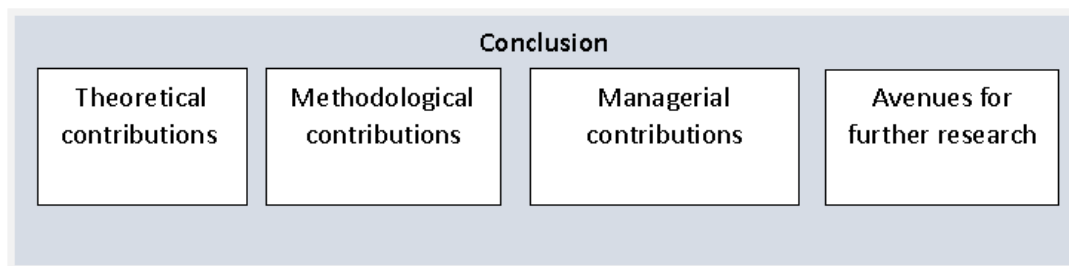 Conclusion
Theoretical
contributions
Methodological
contributions
Managerial
contributions
Avenues for
further research